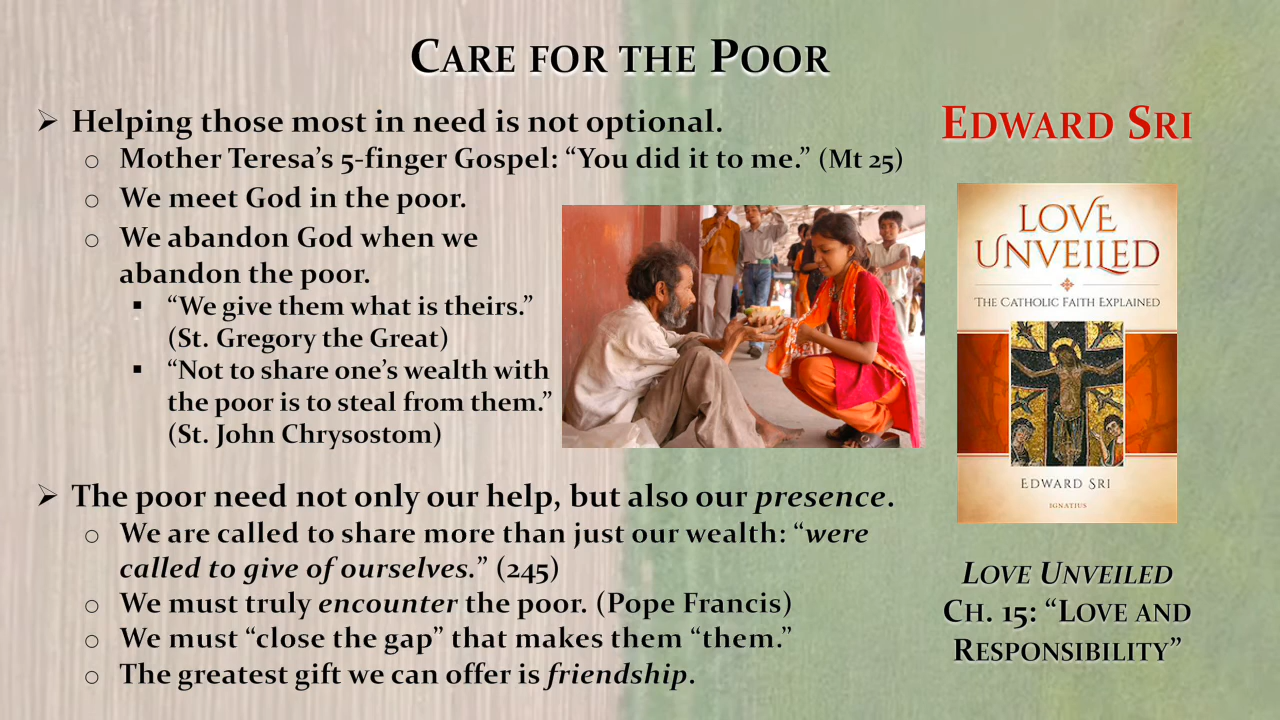 CARE FOR THE POOR
➢ Helping those most in need is not optional.
o Mother Teresa's 5-finger Gospel: “You did it to me.” (Mt 25)
o We meet God in the poor.
o We abandon God when we
abandon the poor.
▪ “We give them what is theirs.”
(St. Gregory the Great)
▪ “Not to share one’s wealth with
the poor is to steal from them.”
(St. John Chrysostom)
➢ The poor need not only our help, but also our presence.
o We are called to share more than just our wealth: “were
called to give of ourselves.” (245)
o We must truly encounter the poor. (Pope Francis)
o We must “close the gap” that makes them “them.”
o The greatest gift we can offer is friendship.
EDWARD SRI
LOVE
UNVEILED
THE CATHOLIC FAITH EXPLAINED
EDWARD SRI
IGNATIUS
LOVE UNVEILED
CH. 15: “LOVE AND
RESPONSIBILITY”